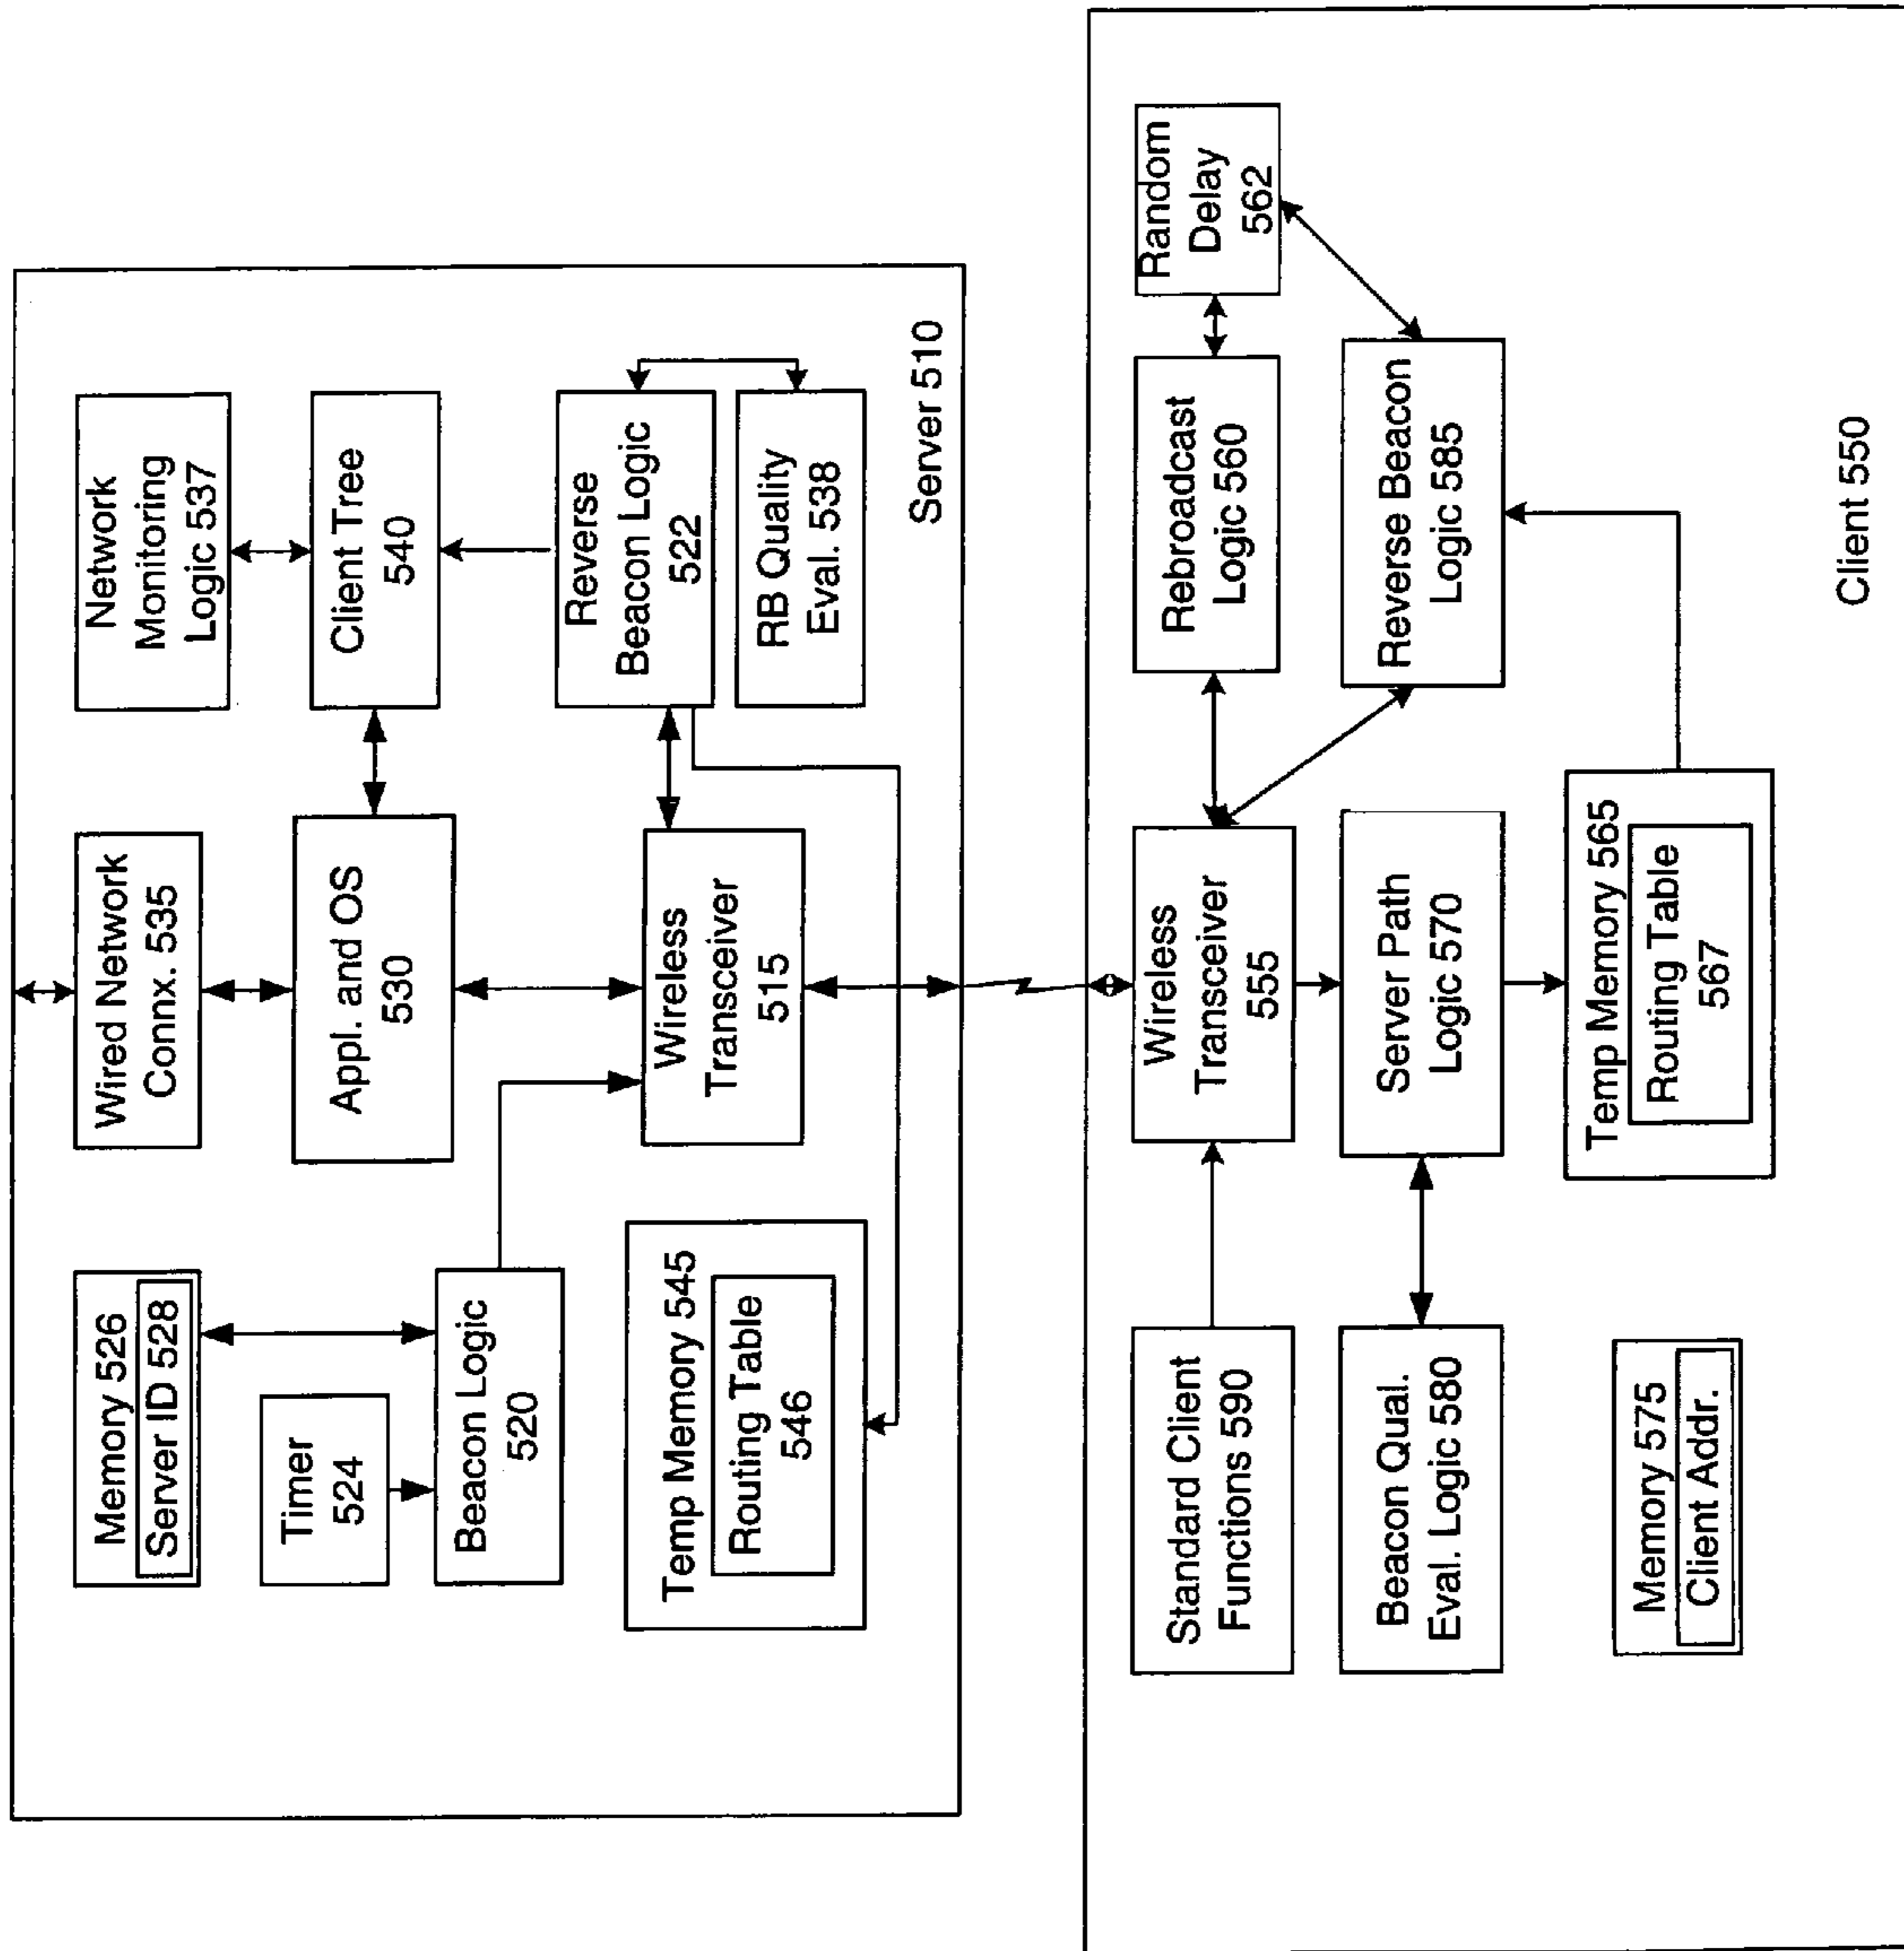 Memory 526
Server ID 528
Wired Network
Connx. 535
Network
Monitoring
Logic 537
Timer
524
Appl. and OS
530
Client Tree
540
Beacon Logic
520
Reverse
Beacon Logic
522
Temp Memory 545
Routing Table
546
Wireless
Transceiver
515
RB Quality
Eval. 538
Server 510
Standard Client
Functions 590
Wireless
Transceiver
555
Rebroadcast
Logic 560
Random
Delay
562
Beacon Qual.
Eval. Logic 580
Server Path
Logic 570
Reverse Beacon
Logic 585
Memory 575
Client Addr.
Temp Memory 565
Routing Table
567
Client 550